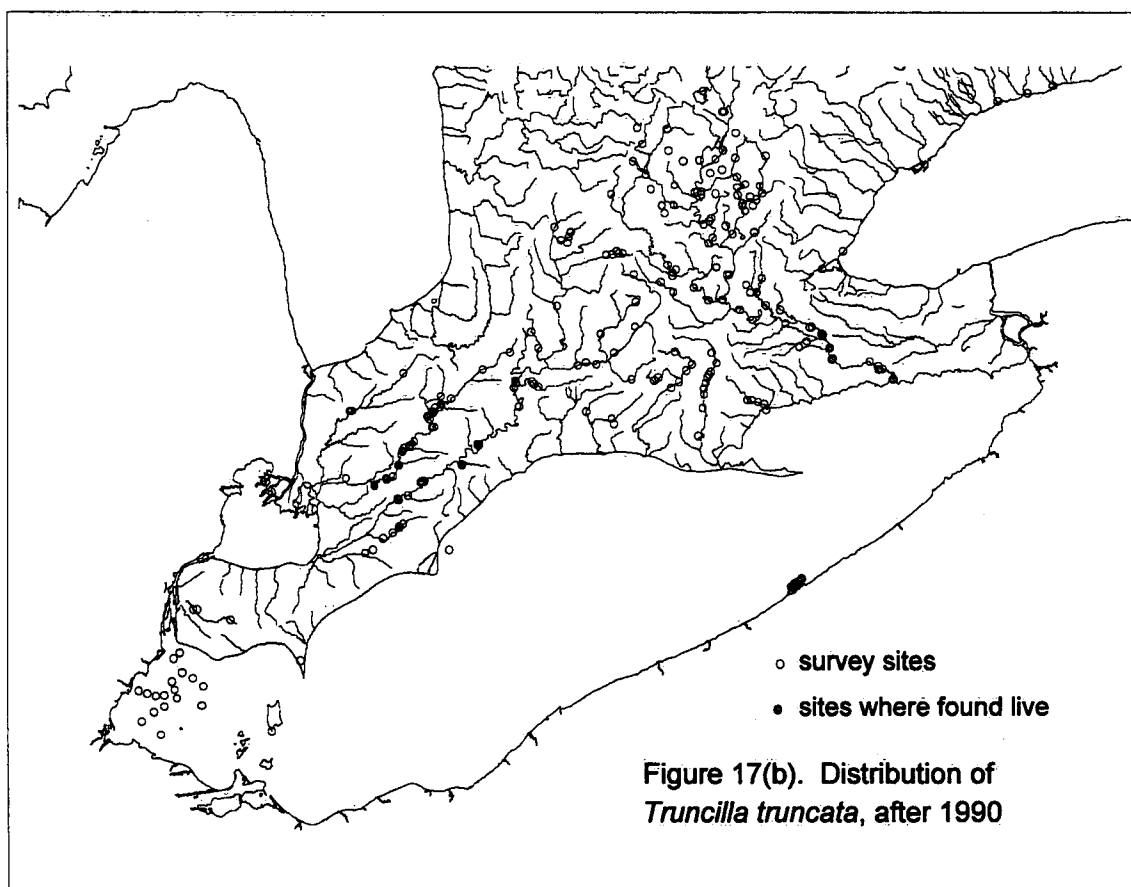 ○ survey sites
● sites where found live
Figure 17(b). Distribution of
Truncilla truncata, after 1990